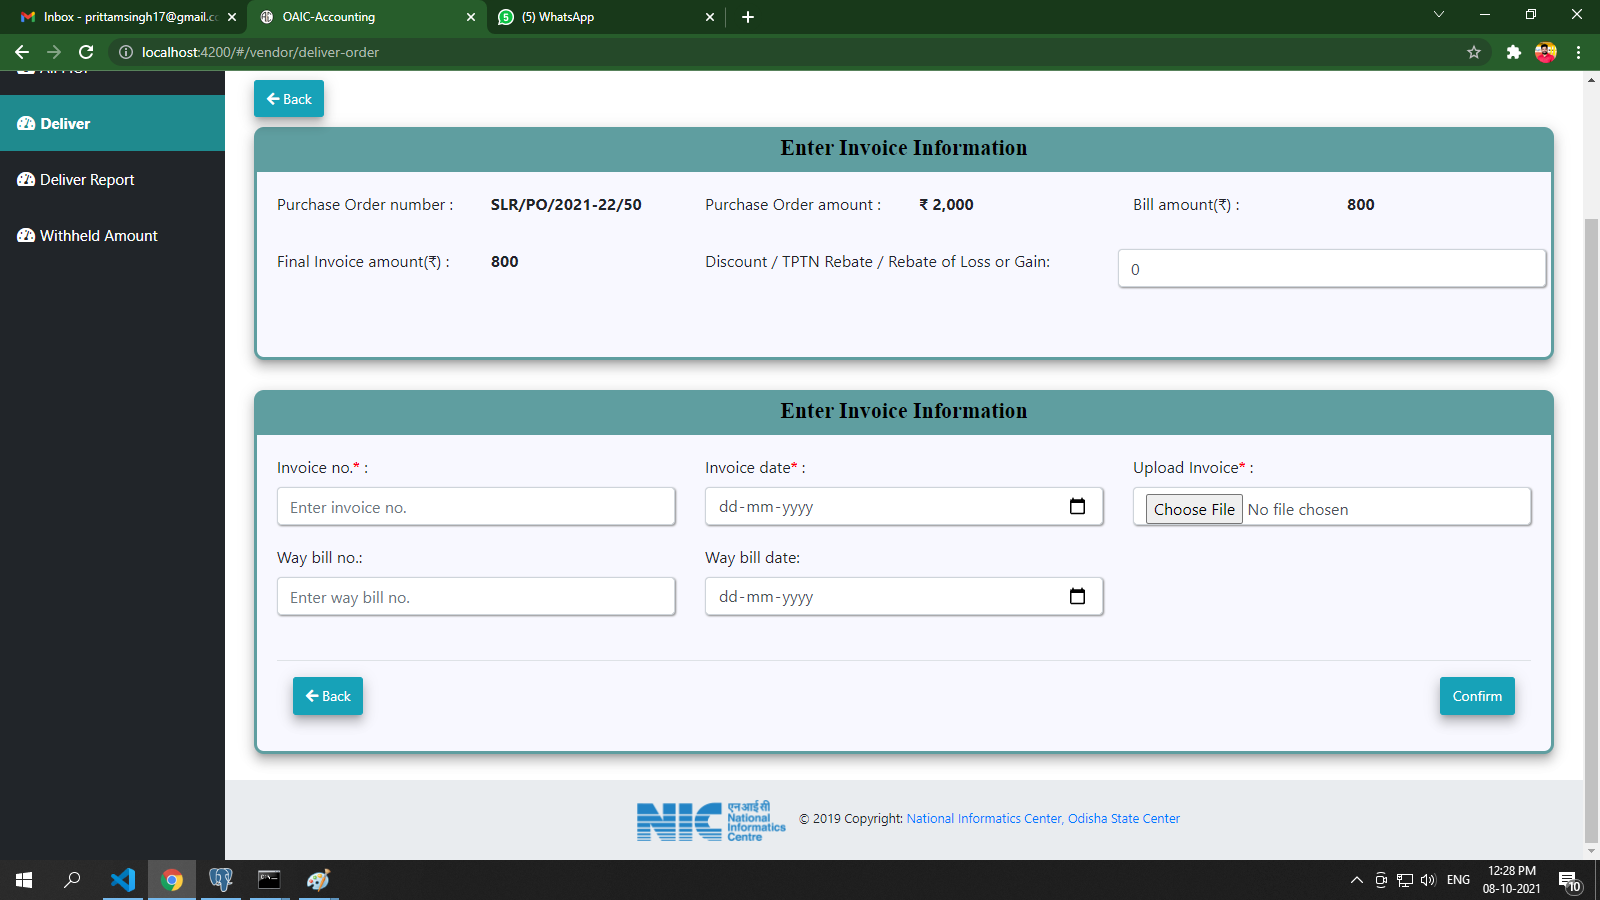 Inbox - prittamsingh17@gmail.co
OAIC-Accounting
(5) WhatsApp
localhost:4200/#/vendor/deliver-order
Deliver
Deliver Report
Withheld Amount
Back
Enter Invoice Information
Purchase Order number : SLR/PO/2021-22/50 Purchase Order amount : ₹ 2,000 Bill amount(₹) : 800
Final Invoice amount(₹) : 800 Discount / TPTN Rebate / Rebate of Loss or Gain: 0
Enter Invoice Information
Invoice no.* : Invoice date* : Upload Invoice* :
Enter invoice no. dd-mm-yyyy Choose File No file chosen
Way bill no.: Way bill date:
Enter way bill no. dd-mm-yyyy
Back Confirm
NIC एनआईसी National Informatics Centre
© 2019 Copyright: National Informatics Center, Odisha State Center
ENG 12:28 PM
08-10-2021 10